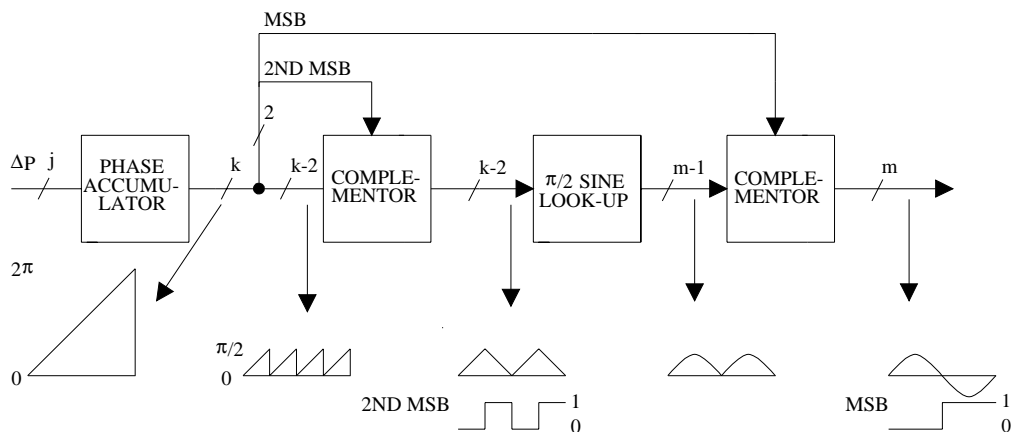 MSB
2ND MSB
2
ΔP j
PHASE
ACCUMU-
LATOR
k
k-2
COMPLE-
MENTOR
k-2
π/2 SINE
LOOK-UP
m-1
COMPLE-
MENTOR
m
2π
0
π/2
0
2ND MSB
1
0
MSB
1
0